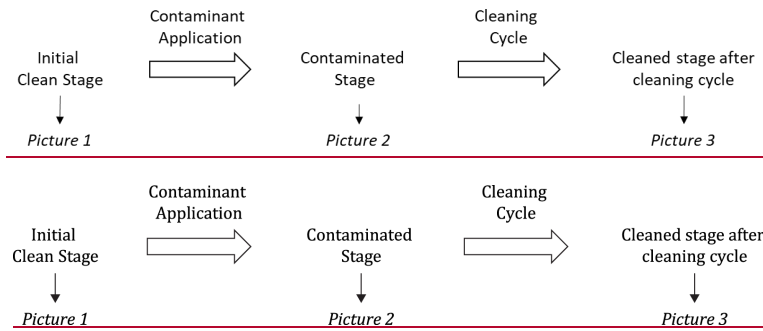 Contaminant
Application
Cleaning
Cycle
Initial
Clean Stage
Contaminated
Stage
Cleaned stage after
cleaning cycle
Picture 1
Picture 2
Picture 3
Contaminant
Application
Cleaning
Cycle
Initial
Clean Stage
Contaminated
Stage
Cleaned stage after
cleaning cycle
Picture 1
Picture 2
Picture 3